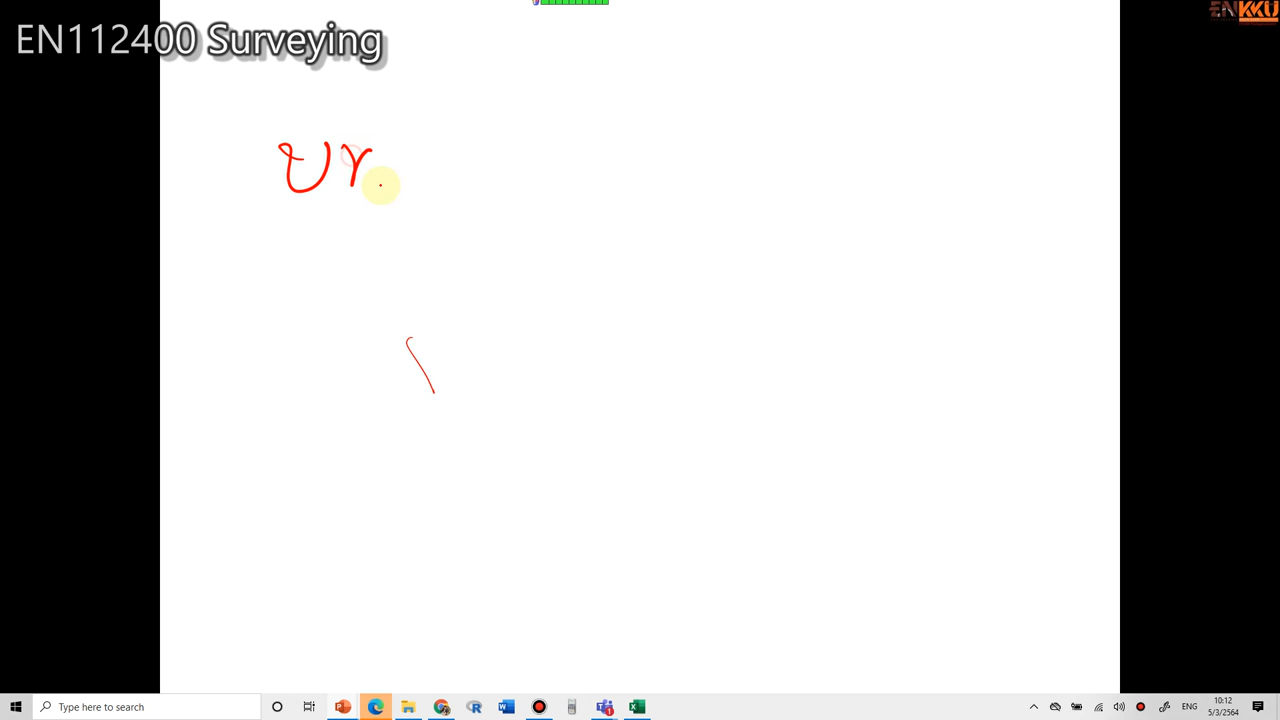 EN112400 Surveying
ENKKU
Type here to search
ENG
10:12
5/3/2564